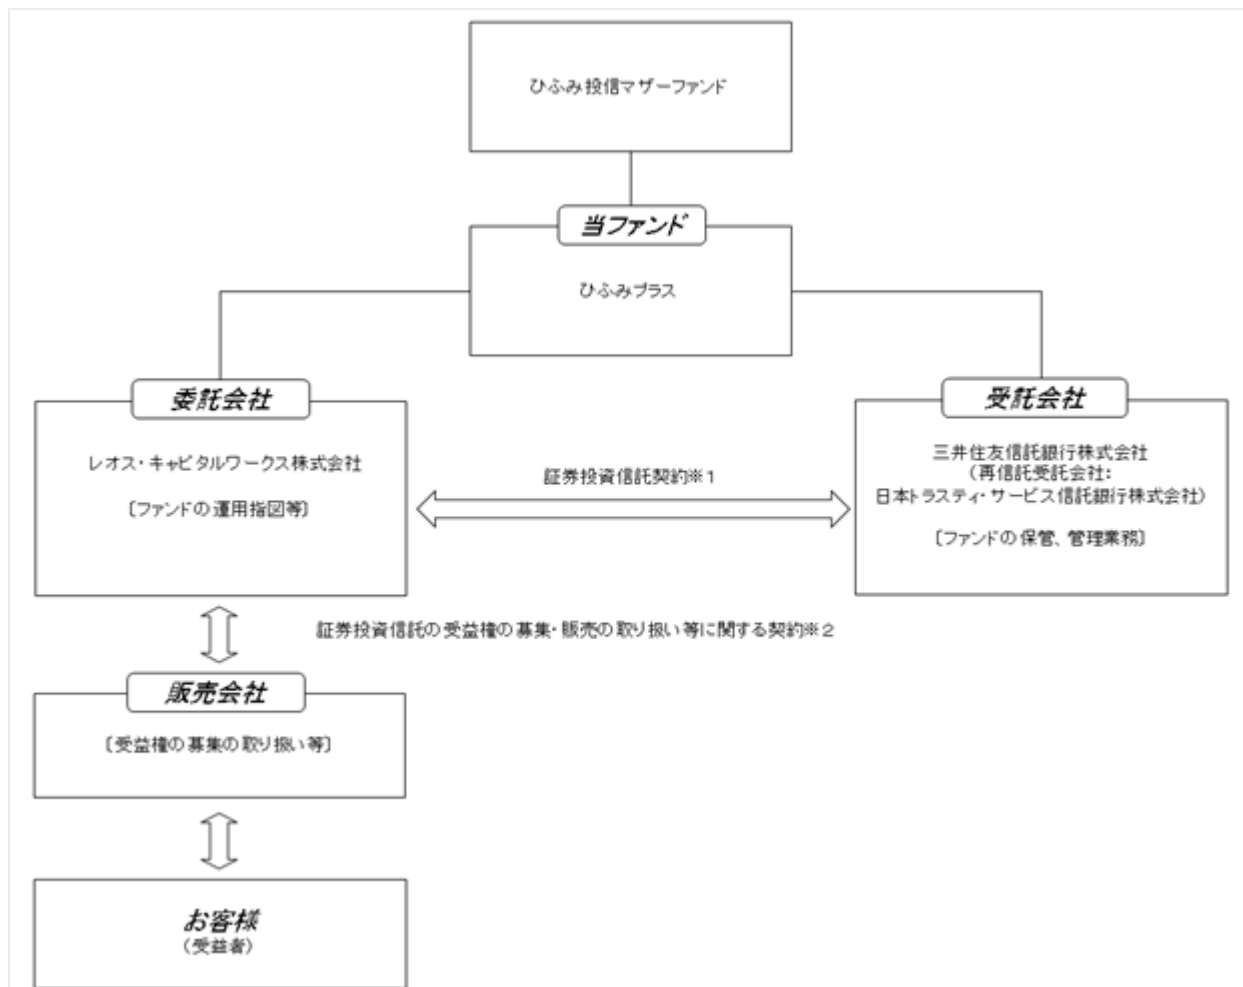 ひふみ投信マザーファンド
当ファンド
ひふみプラス
委託会社
レオス・キャピタルワークス株式会社
〔ファンドの運用指図等〕
証券投資信託契約※1
受託会社
三井住友信託銀行株式会社
(再信託受託会社:
日本トラスティ・サービス信託銀行株式会社)
〔ファンドの保管、管理業務〕
証券投資信託の受益権の募集・販売の取り扱い等に関する契約※2
販売会社
〔受益権の募集の取り扱い等〕
お客様
(受益者)